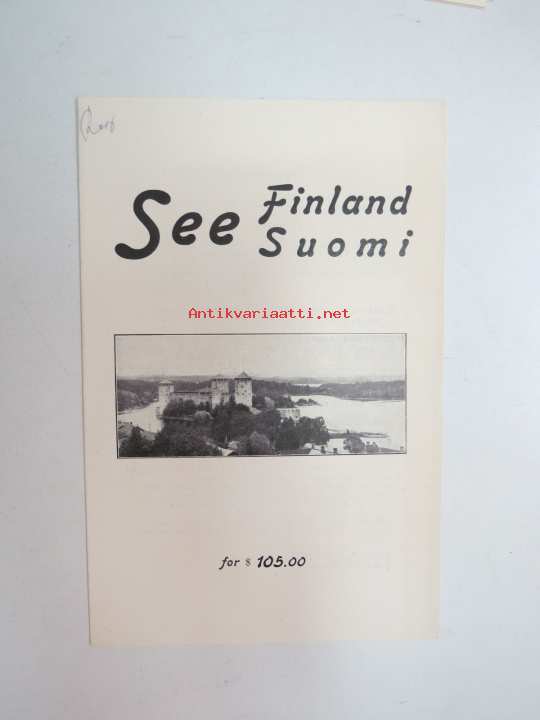 See Finland
Suomi
Antikvariaatti.net
for $ 105.00